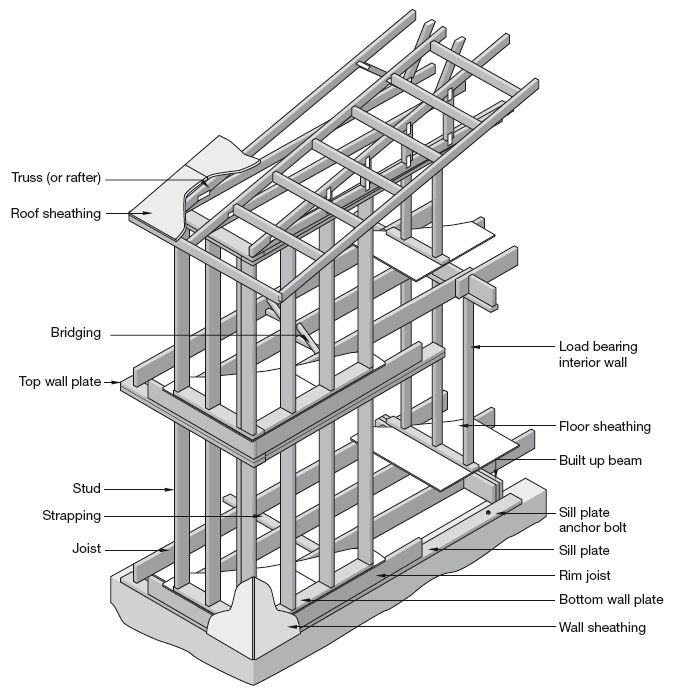 Truss (or rafter)
Roof sheathing
Bridging
Top wall plate
Stud
Strapping
Joist
Load bearing
interior wall
Floor sheathing
Built up beam
Sill plate
anchor bolt
Sill plate
Rim joist
Bottom wall plate
Wall sheathing